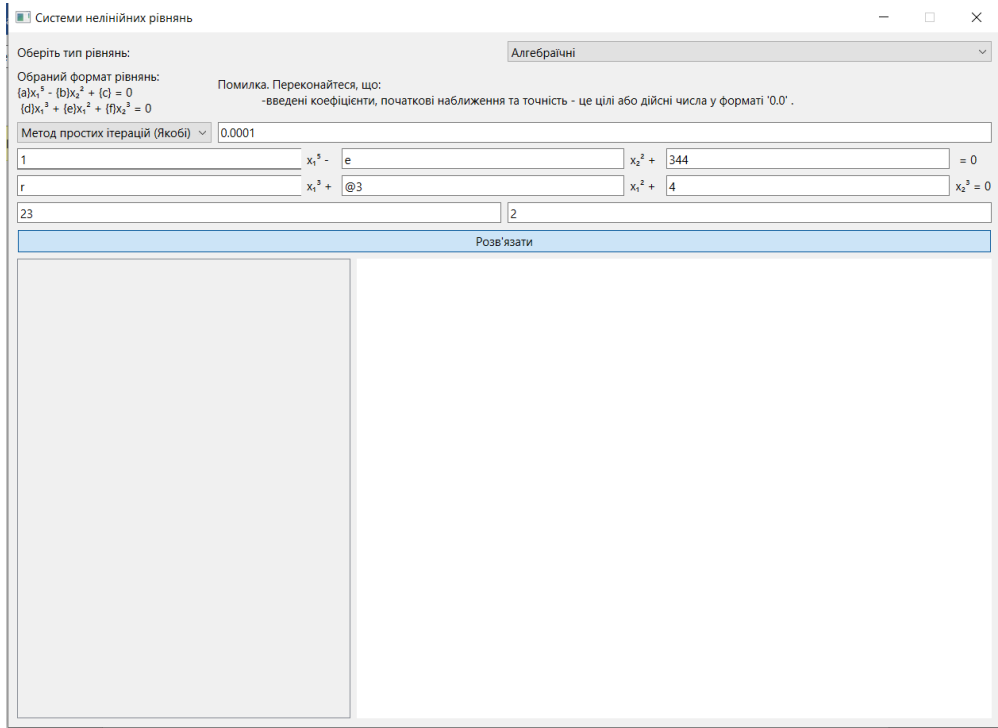 Системи нелінійних рівнянь
Оберіть тип рівнянь:
Алгебраїчні
Обраний формат рівнянь:
{a}x₁⁵ - {b}x₂² + {c} = 0
{d}x₁³ + {e}x₁² + {f}x₂³ = 0
Помилка. Переконайтеся, що:
-введені коефіцієнти, початкові наближення та точність - це цілі або дійсні числа у форматі '0.0' .
Метод простих ітерацій (Якобі) 0.0001
1 x₁⁵ - e x₂² + 344 = 0
r x₁³ + @3 x₁² + 4 x₂³ = 0
23 2
Розв'язати